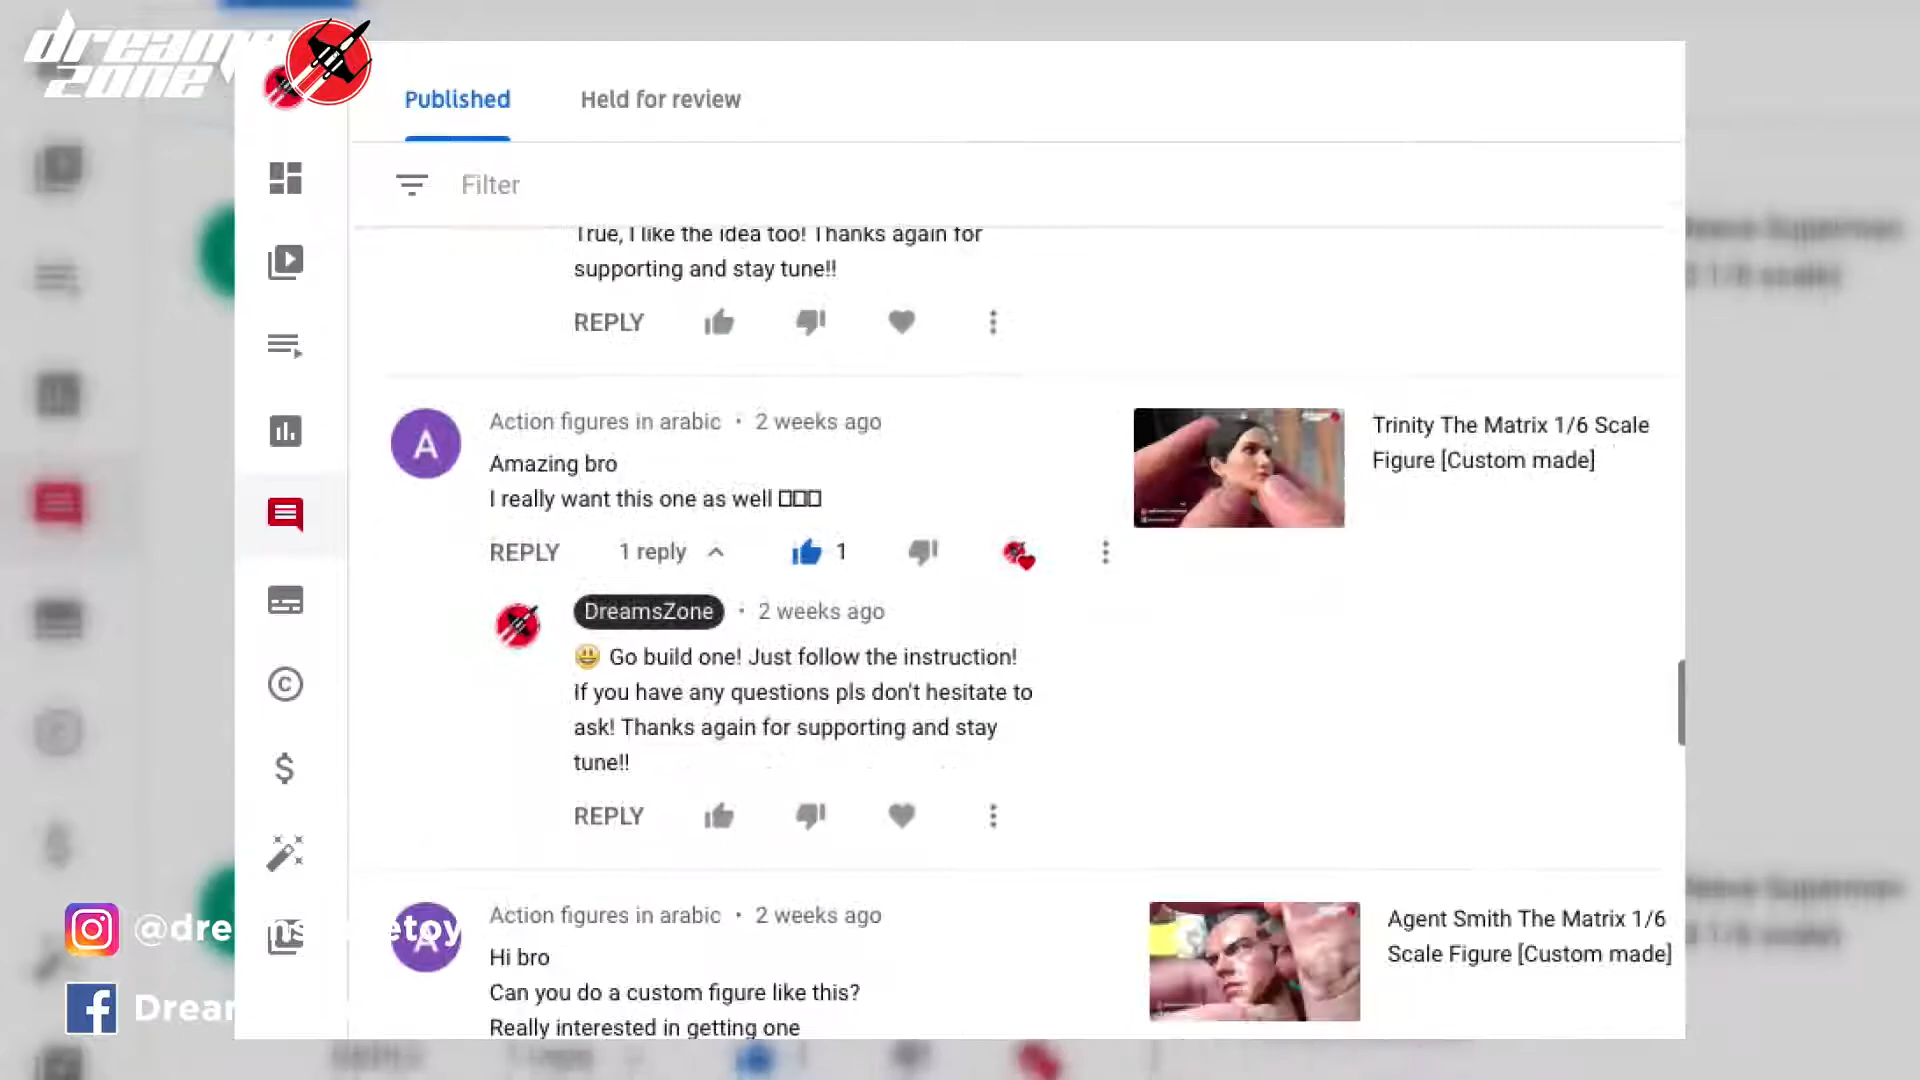 dreams zone
Published
Held for review
Filter
True, I like the idea too! Thanks again for
supporting and stay tune!!
REPLY
Action figures in arabic • 2 weeks ago
Amazing bro
I really want this one as well
REPLY
1 reply
1
DreamsZone • 2 weeks ago
😃 Go build one! Just follow the instruction!
If you have any questions pls don't hesitate to
ask! Thanks again for supporting and stay
tune!!
REPLY
Trinity The Matrix 1/6 Scale
Figure [Custom made]
Action figures in arabic • 2 weeks ago
Hi bro
Can you do a custom figure like this?
Really interested in getting one
Agent Smith The Matrix 1/6
Scale Figure [Custom made]
A
A